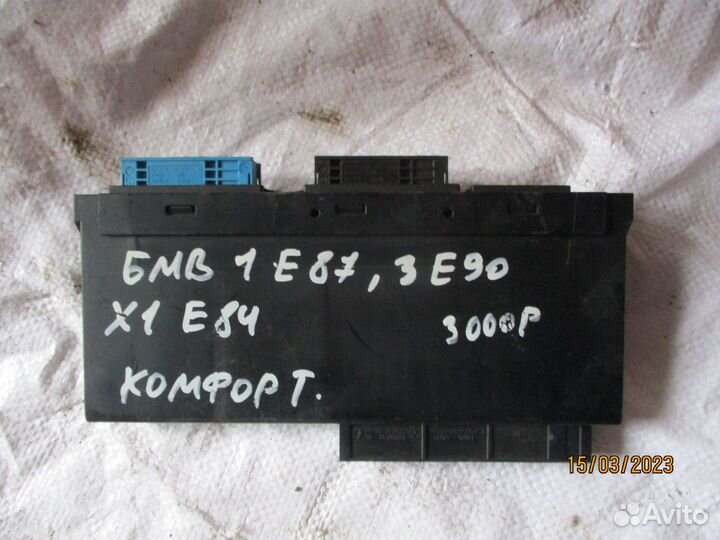 БМВ 1 Е87, 3 Е90
Х1 Е84
3000Р
КОМФОРТ.
15/03/2023
Avito